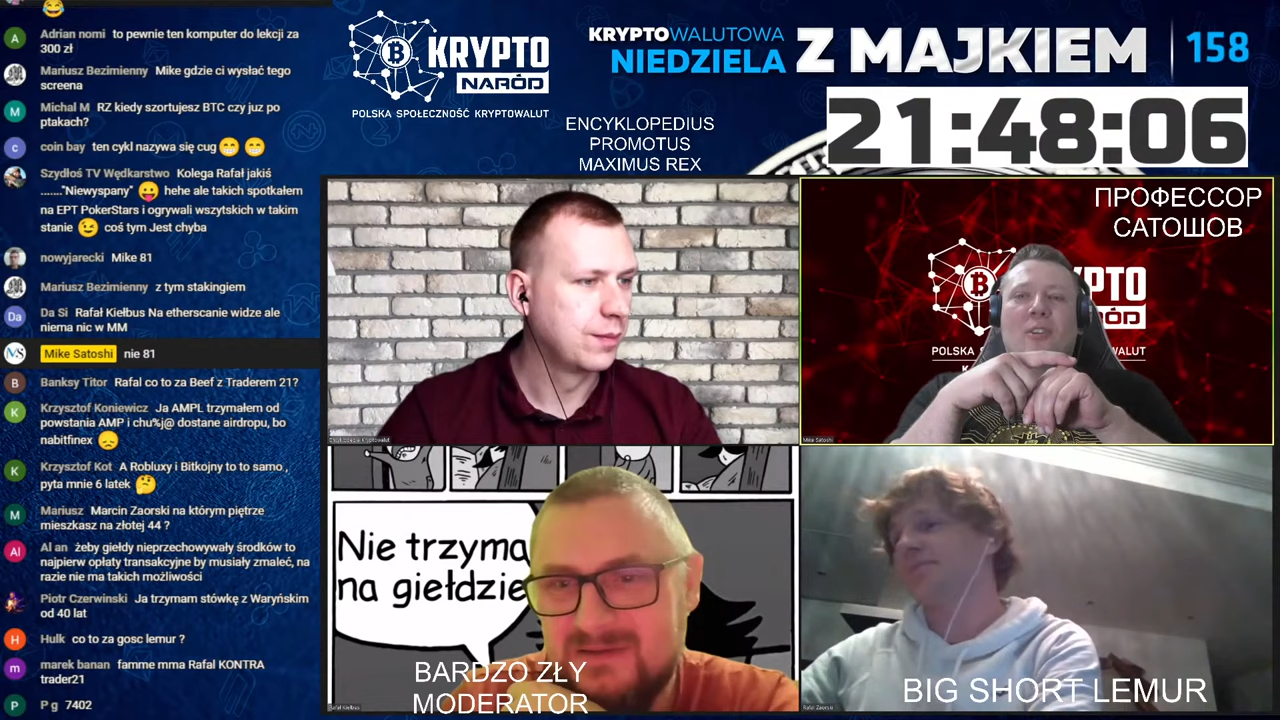 Adrian nomi to pewnie ten komputer do lekcji za
300 zł
Mariusz Bezimienny Mike gdzie ci wysłać tego
screena
Michal M RZ kiedy szortujesz BTC czy juz po
ptakach?
coin bay ten cykl nazywa się cug
Szydłoś TV Wędkarstwo Kolega Rafał jakiś
......."Niewyspany" hehe ale takich spotkałem
na EPT PokerStars i ogrywali wszytskich w takim
stanie coś tym Jest chyba
nowyjarecki Mike 81
Mariusz Bezimienny z tym stakingiem
Da Si Rafał Kiełbus Na etherscanie widze ale
niema nic w MM
Mike Satoshi nie 81
Banksy Titor Rafal co to za Beef z Traderem 21?
Krzysztof Koniewicz Ja AMPL trzymałem od
powstania AMP i chu%j@ dostane airdropu, bo
nabitfinex
Krzysztof Kot A Robluxy i Bitkojny to to samo ,
pyta mnie 6 latek
Mariusz Marcin Zaorski na którym piętrze
mieszkasz na złotej 44 ?
Al an żeby giełdy nieprzechowywały środków to
najpierw opłaty transakcyjne by musiały zmaleć, na
razie nie ma takich możliwości
Piotr Czerwinski Ja trzymam stówkę z Waryńskim
od 40 lat
Hulk co to za gosc lemur ?
marek banan famme mma Rafal KONTRA
trader21
P g 7402
KRYPTO
NARÓD
POLSKA SPOŁECZNOŚĆ KRYPTOWALUT
KRYPTOWALUTOWA
NIEDZIELA
Z MAJKIEM
158
21:48:06
ENCYKLOPEDIUS
PROMOTUS
MAXIMUS REX
ПРОФЕССОР
САТОШОВ
Mike Satoshi
Nie trzyma
na giełdzie
BARDZO ZŁY
MODERATOR
Rafał Kiełbus
BIG SHORT LEMUR
Rafał Zaorski